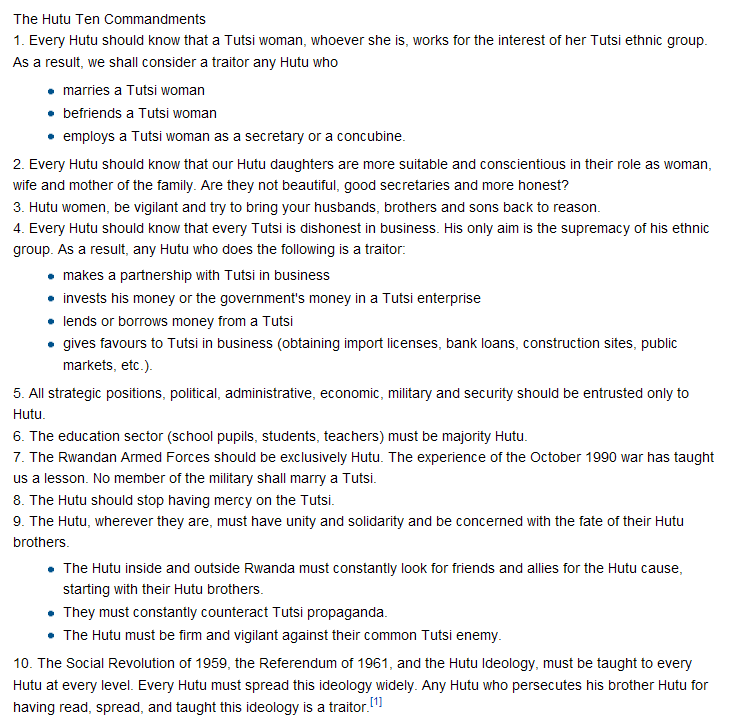 The Hutu Ten Commandments
1. Every Hutu should know that a Tutsi woman, whoever she is, works for the interest of her Tutsi ethnic group.
As a result, we shall consider a traitor any Hutu who
• marries a Tutsi woman
• befriends a Tutsi woman
• employs a Tutsi woman as a secretary or a concubine.
2. Every Hutu should know that our Hutu daughters are more suitable and conscientious in their role as woman,
wife and mother of the family. Are they not beautiful, good secretaries and more honest?
3. Hutu women, be vigilant and try to bring your husbands, brothers and sons back to reason.
4. Every Hutu should know that every Tutsi is dishonest in business. His only aim is the supremacy of his ethnic
group. As a result, any Hutu who does the following is a traitor:
• makes a partnership with Tutsi in business
• invests his money or the government's money in a Tutsi enterprise
• lends or borrows money from a Tutsi
• gives favours to Tutsi in business (obtaining import licenses, bank loans, construction sites, public
markets, etc.).
5. All strategic positions, political, administrative, economic, military and security should be entrusted only to
Hutu.
6. The education sector (school pupils, students, teachers) must be majority Hutu.
7. The Rwandan Armed Forces should be exclusively Hutu. The experience of the October 1990 war has taught
us a lesson. No member of the military shall marry a Tutsi.
8. The Hutu should stop having mercy on the Tutsi.
9. The Hutu, wherever they are, must have unity and solidarity and be concerned with the fate of their Hutu
brothers.
• The Hutu inside and outside Rwanda must constantly look for friends and allies for the Hutu cause,
starting with their Hutu brothers.
• They must constantly counteract Tutsi propaganda.
• The Hutu must be firm and vigilant against their common Tutsi enemy.
10. The Social Revolution of 1959, the Referendum of 1961, and the Hutu Ideology, must be taught to every
Hutu at every level. Every Hutu must spread this ideology widely. Any Hutu who persecutes his brother Hutu for
having read, spread, and taught this ideology is a traitor.[1]